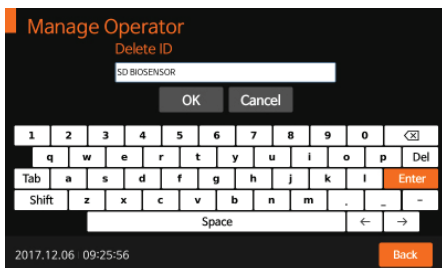 Manage Operator
Delete ID
SD BIOSENSOR
OK Cancel
1 2 3 4 5 6 7 8 9 0
q w e r t y u i o p Del
Tab a s d f g h j k l Enter
Shift z x c v b n m . _ -
Space ← →
2017.12.06 09:25:56 Back